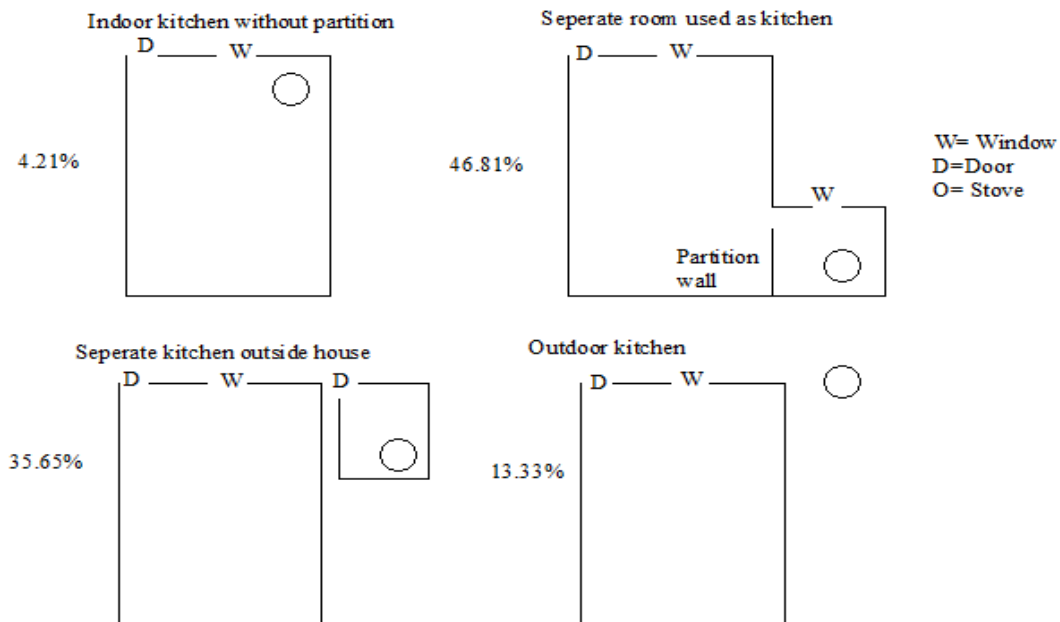 Indoor kitchen without partition
D
W
4.21%
Seperate room used as kitchen
D
W
46.81%
W
Partition
wall
W= Window
D=Door
O= Stove
Seperate kitchen outside house
D
W
D
35.65%
Outdoor kitchen
D
W
13.33%